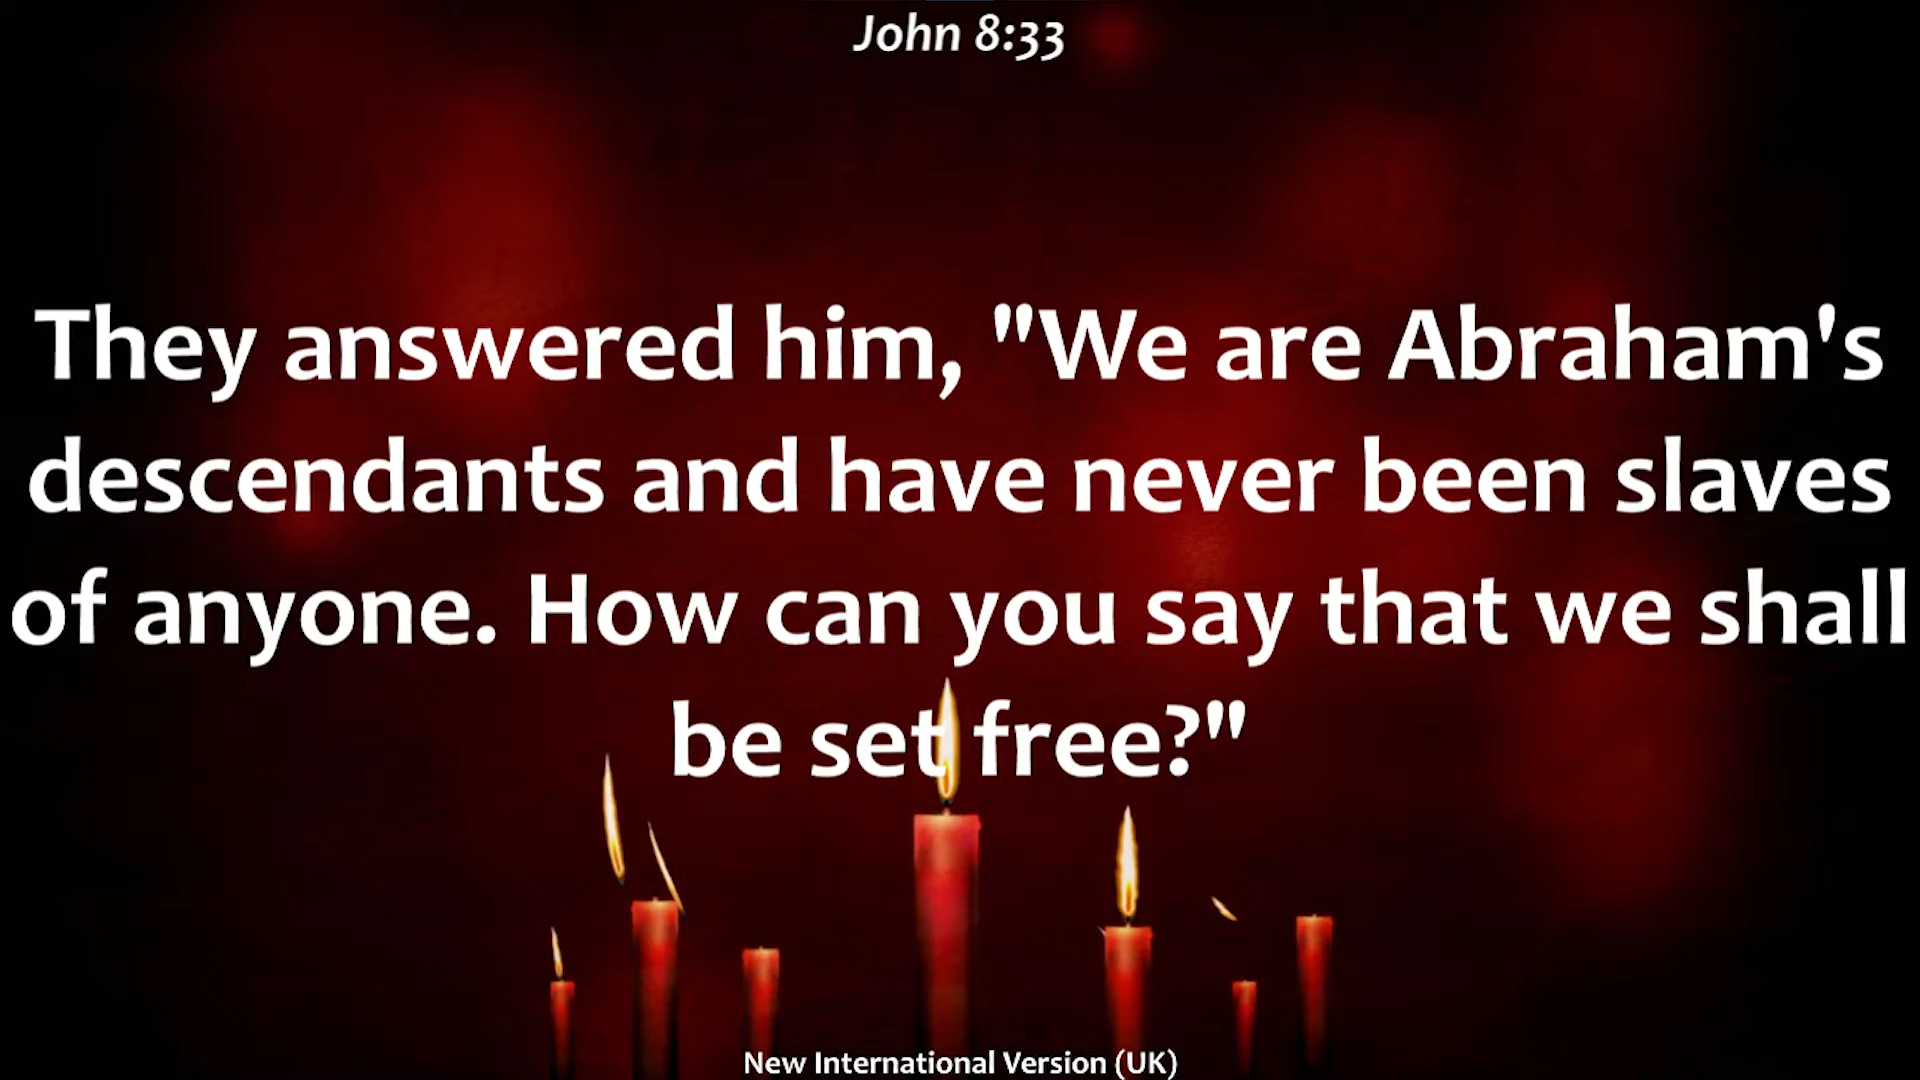 John 8:33
They answered him, "We are Abraham's
descendants and have never been slaves
of anyone. How can you say that we shall
be set free?"
New International Version (UK)